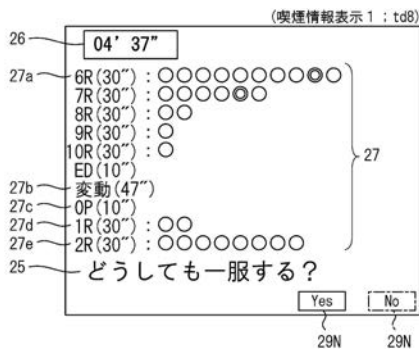 (喫煙情報表示1 ; td8)
26
04' 37"
27a
6R(30″) : ○○○○○○○○◎○
7R(30″) : ○○○○◎○
8R(30″) : ○○
9R(30″) : ○
10R(30″) : ○
ED(10″)
27b
変動(47″)
27c
OP(10″)
27d
1R(30″) : ○○
27e
2R(30″) : ○○○○○○○○
27
25
どうしても一服する?
Yes
No
29N
29N